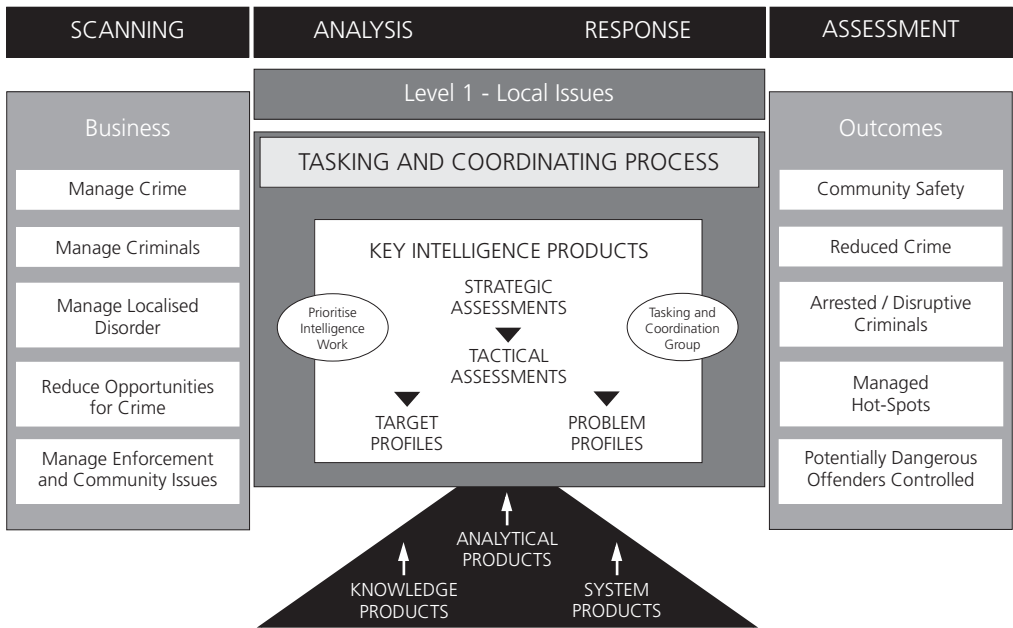 SCANNING
ANALYSIS
RESPONSE
ASSESSMENT
Level 1 - Local Issues
Business
Manage Crime
Manage Criminals
Manage Localised
Disorder
Reduce Opportunities
for Crime
Manage Enforcement
and Community Issues
TASKING AND COORDINATING PROCESS
KEY INTELLIGENCE PRODUCTS
STRATEGIC
ASSESSMENTS
Prioritise
Intelligence
Work
Tasking and
Coordination
Group
TACTICAL
ASSESSMENTS
TARGET
PROFILES
PROBLEM
PROFILES
ANALYTICAL
PRODUCTS
KNOWLEDGE
PRODUCTS
SYSTEM
PRODUCTS
Outcomes
Community Safety
Reduced Crime
Arrested / Disruptive
Criminals
Managed
Hot-Spots
Potentially Dangerous
Offenders Controlled